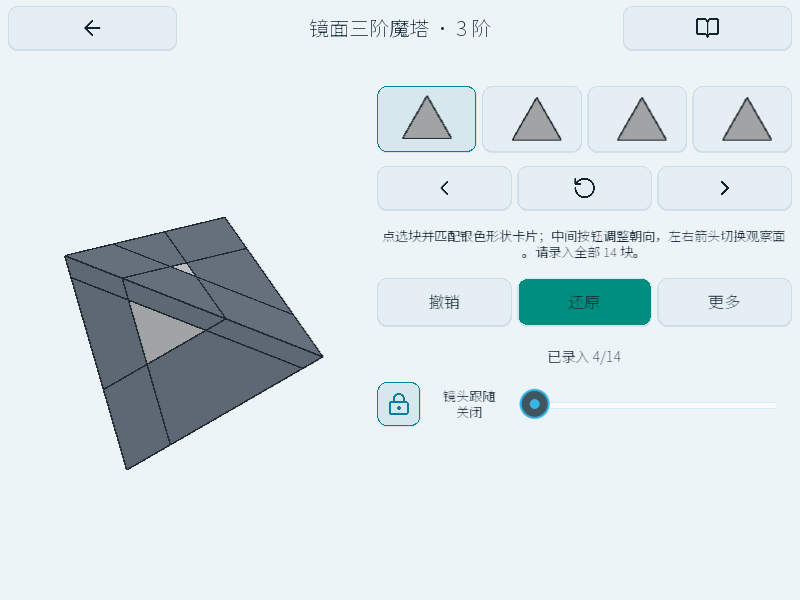 镜面三阶魔塔 · 3 阶
点选块并匹配银色形状卡片；中间按钮调整朝向，左右箭头切换观察面
。请录入全部 14 块。
撤销
还原
更多
已录入 4/14
镜头跟随
关闭